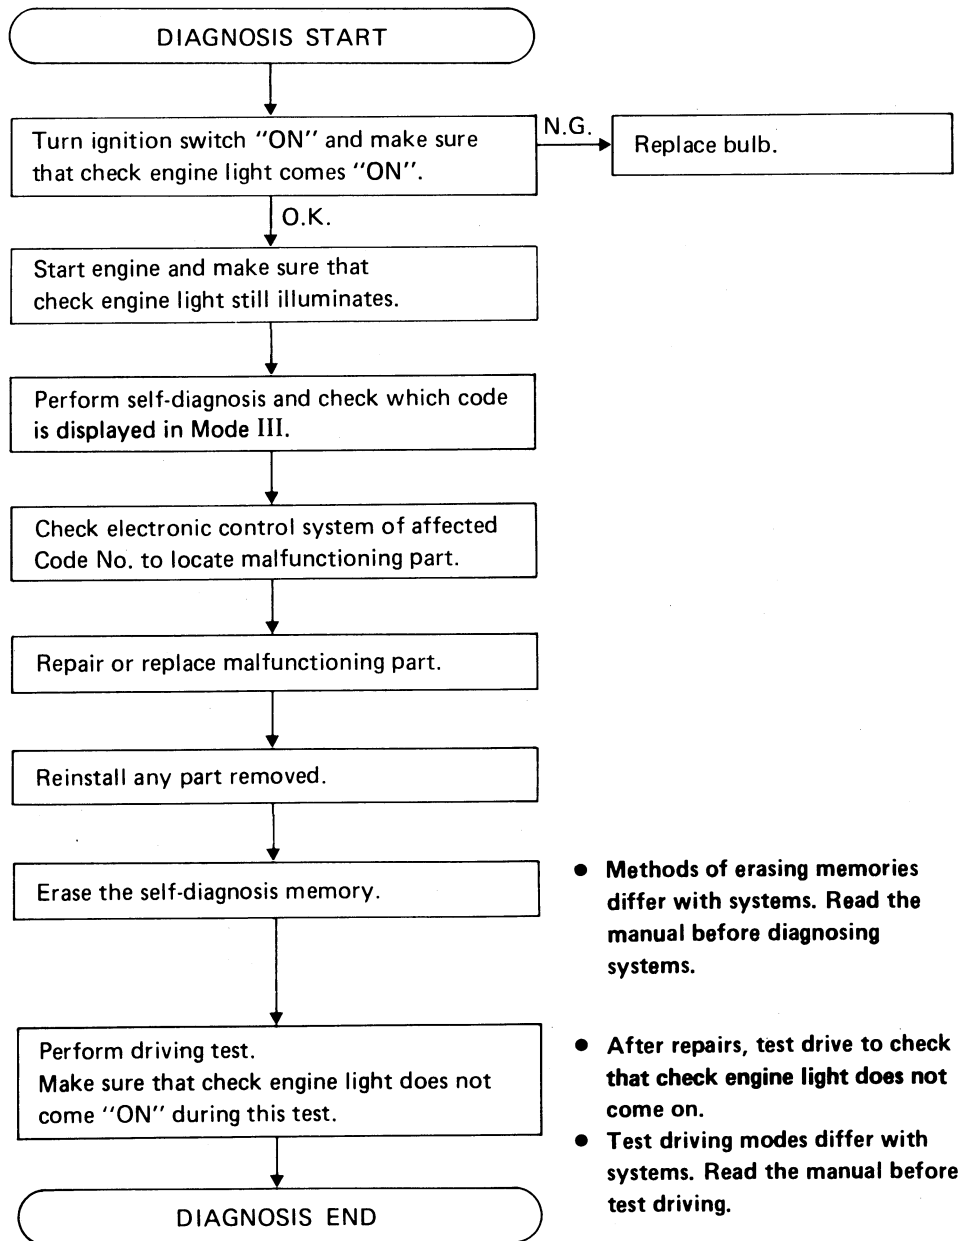 DIAGNOSIS START
Turn ignition switch “ON” and make sure
that check engine light comes “ON”.
N.G.
Replace bulb.
O.K.
Start engine and make sure that
check engine light still illuminates.
Perform self-diagnosis and check which code
is displayed in Mode III.
Check electronic control system of affected
Code No. to locate malfunctioning part.
Repair or replace malfunctioning part.
Reinstall any part removed.
Erase the self-diagnosis memory.
● Methods of erasing memories
differ with systems. Read the
manual before diagnosing
systems.
Perform driving test.
Make sure that check engine light does not
come “ON” during this test.
● After repairs, test drive to check
that check engine light does not
come on.
● Test driving modes differ with
systems. Read the manual before
test driving.
DIAGNOSIS END